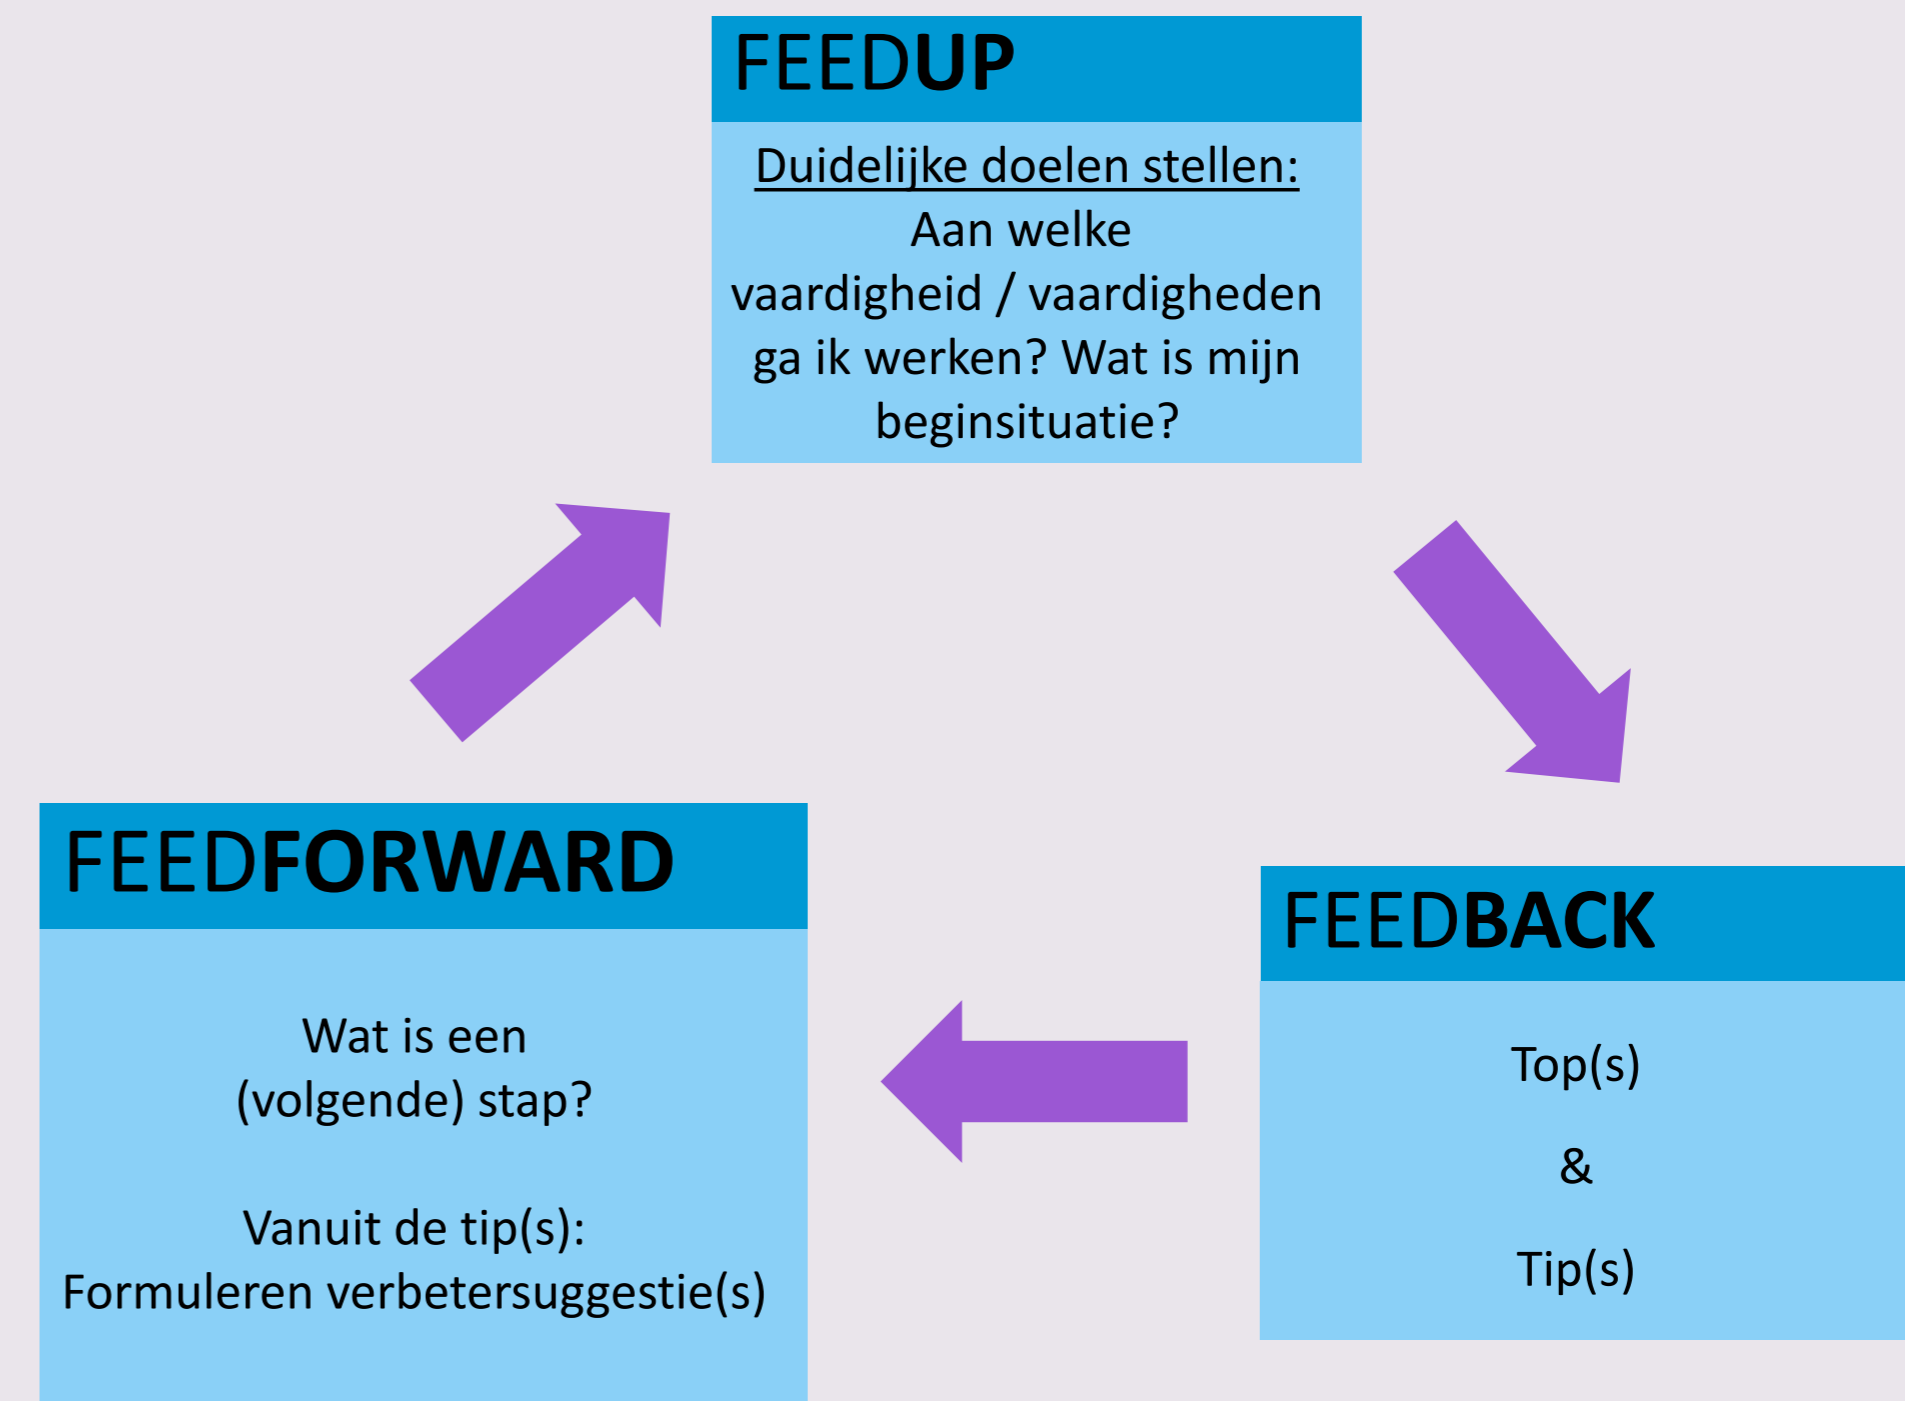 FEEDUP
Duidelijke doelen stellen:
Aan welke
vaardigheid / vaardigheden
ga ik werken? Wat is mijn
beginsituatie?
FEEDBACK
Top(s)
&
Tip(s)
FEEDFORWARD
Wat is een
(volgende) stap?
Vanuit de tip(s):
Formuleren verbetersuggestie(s)